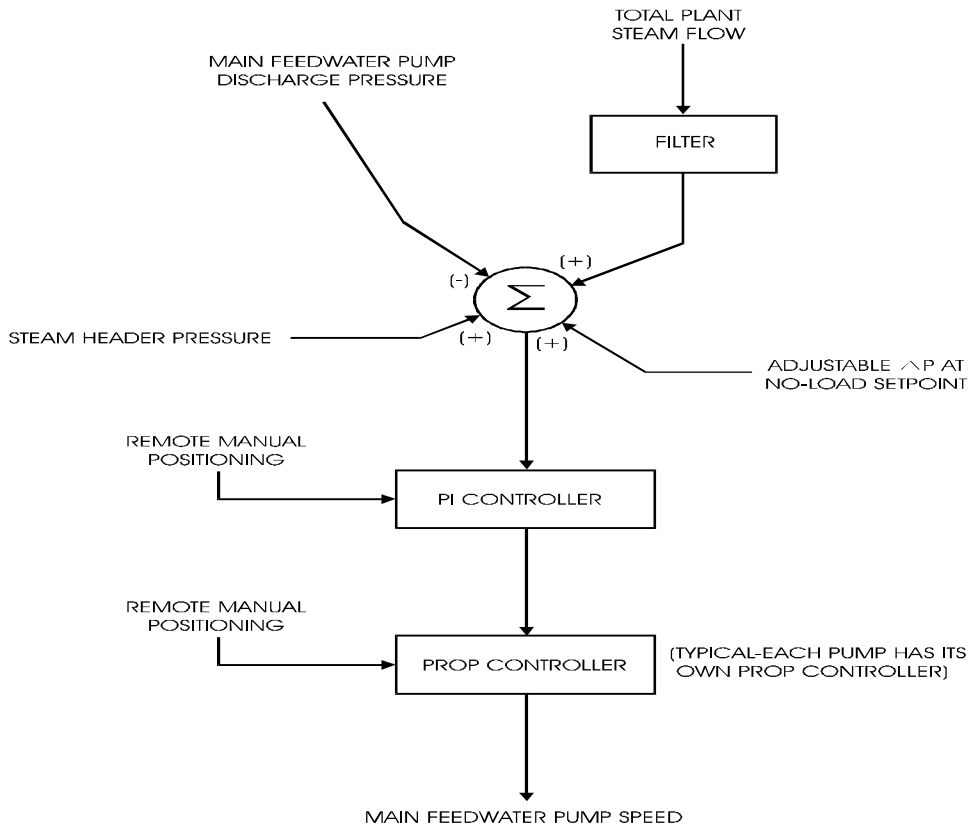 TOTAL PLANT
STEAM FLOW
MAIN FEEDWATER PUMP
DISCHARGE PRESSURE
FILTER
(-)
(+)
Σ
STEAM HEADER PRESSURE
(+)
(+)
ADJUSTABLE △P AT
NO-LOAD SETPOINT
REMOTE MANUAL
POSITIONING
PI CONTROLLER
REMOTE MANUAL
POSITIONING
PROP CONTROLLER
(TYPICAL-EACH PUMP HAS ITS
OWN PROP CONTROLLER)
MAIN FEEDWATER PUMP SPEED